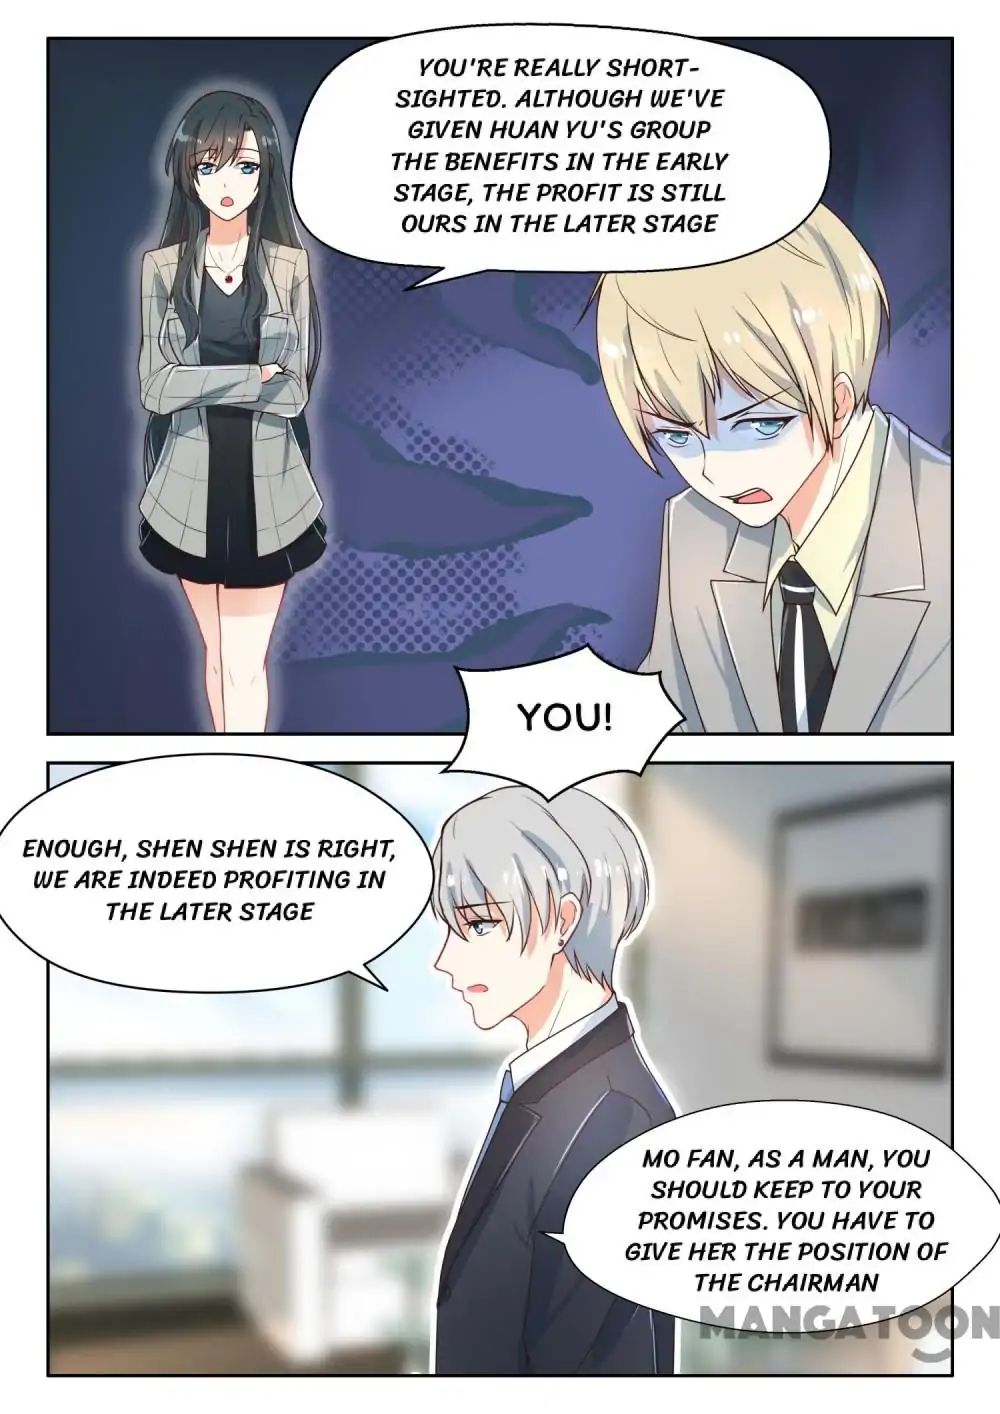 YOU'RE REALLY SHORT-
SIGHTED. ALTHOUGH WE'VE
GIVEN HUAN YU'S GROUP
THE BENEFITS IN THE EARLY
STAGE, THE PROFIT IS STILL
OURS IN THE LATER STAGE
YOU!
ENOUGH, SHEN SHEN IS RIGHT,
WE ARE INDEED PROFITING IN
THE LATER STAGE
MO FAN, AS A MAN, YOU
SHOULD KEEP TO YOUR
PROMISES. YOU HAVE TO
GIVE HER THE POSITION OF
THE CHAIRMAN
MANGATOON